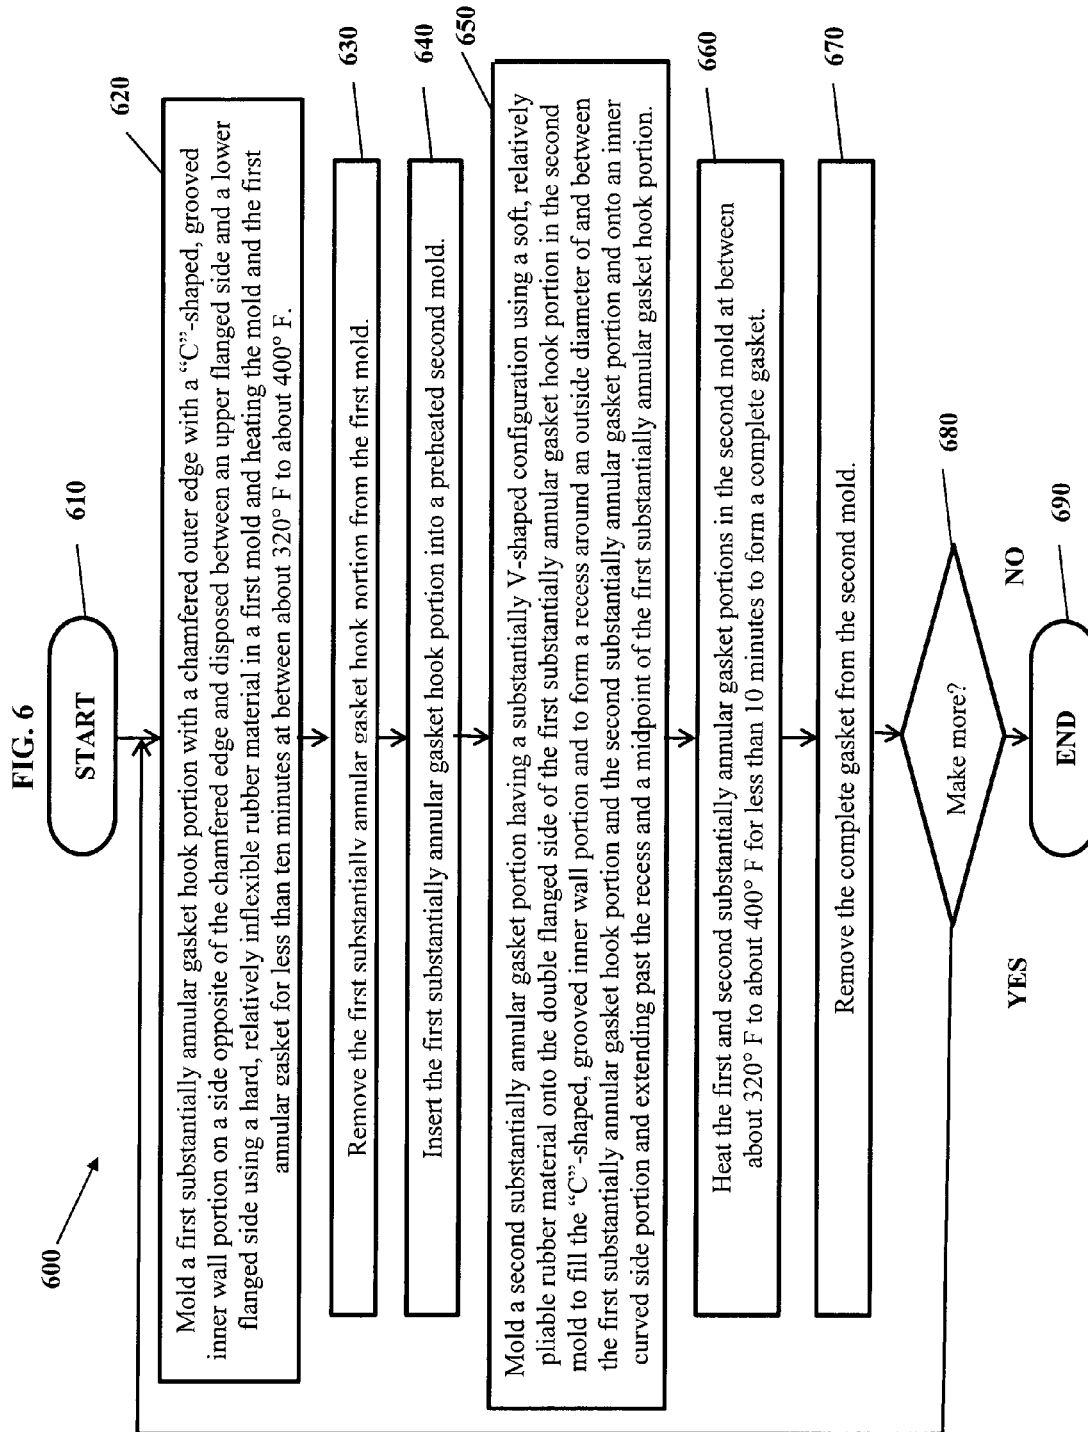 FIG. 6
600
START
610
620
Mold a first substantially annular gasket hook portion with a chamfered outer edge with a “C”-shaped, grooved
inner wall portion on a side opposite of the chamfered edge and disposed between an upper flanged side and a lower
flanged side using a hard, relatively inflexible rubber material in a first mold and heating the mold and the first
annular gasket for less than ten minutes at between about 320° F to about 400° F.
630
Remove the first substantially annular gasket hook portion from the first mold.
640
Insert the first substantially annular gasket hook portion into a preheated second mold.
650
Mold a second substantially annular gasket portion having a substantially V-shaped configuration using a soft, relatively
pliable rubber material onto the double flanged side of the first substantially annular gasket hook portion in the second
mold to fill the “C”-shaped, grooved inner wall portion and to form a recess around an outside diameter of and between
the first substantially annular gasket hook portion and the second substantially annular gasket portion and onto an inner
curved side portion and extending past the recess and a midpoint of the first substantially annular gasket hook portion.
660
Heat the first and second substantially annular gasket portions in the second mold at between
about 320° F to about 400° F for less than 10 minutes to form a complete gasket.
670
Remove the complete gasket from the second mold.
680
Make more?
YES
NO
690
END